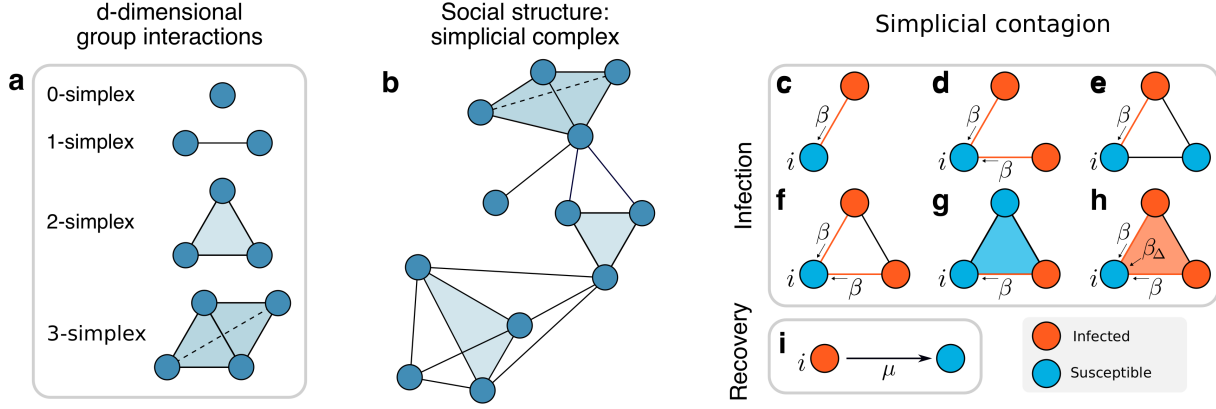 d-dimensional
group interactions
Social structure:
simplicial complex
Simplicial contagion
a
0-simplex
1-simplex
2-simplex
3-simplex
b
Infection
c
β
i
d
β
i
β
e
β
i
f
β
i
β
g
i
β
h
β
β_Δ
i
β
Recovery
i
i
μ
Infected
Susceptible